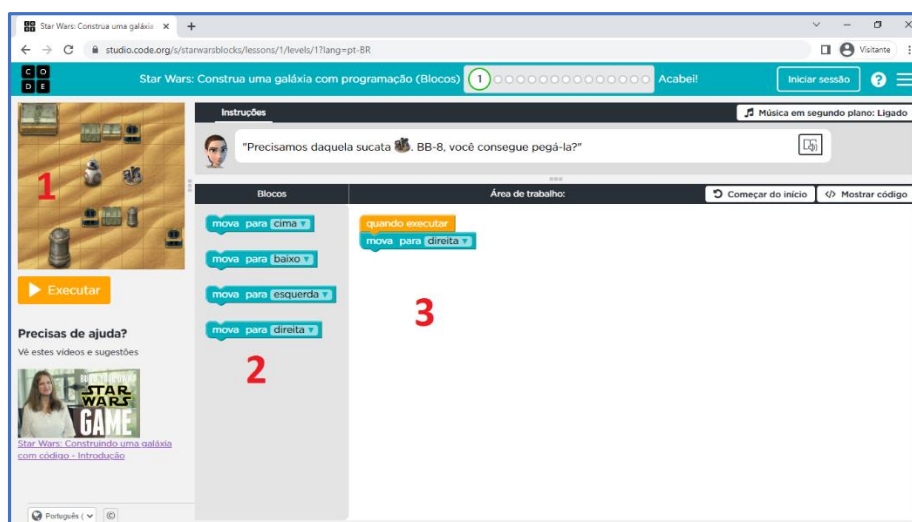 Star Wars: Construa uma galáxia
studio.code.org/s/starwarsblocks/lessons/1/levels/1?lang=pt-BR
Visitante
C O
D E
Star Wars: Construa uma galáxia com programação (Blocos)
1
Acabei!
Iniciar sessão
?
Instruções
Música em segundo plano: Ligado
"Precisamos daquela sucata. BB-8, você consegue pegá-la?"
1
Blocos
Área de trabalho:
Começar do início
</> Mostrar código
mova para cima
mova para baixo
mova para esquerda
mova para direita
2
quando executar
mova para direita
3
Executar
Precisas de ajuda?
Vê estes vídeos e sugestões
STAR
WARS
GAME
Star Wars: Construindo uma galáxia
com código - Introdução
Português (
©